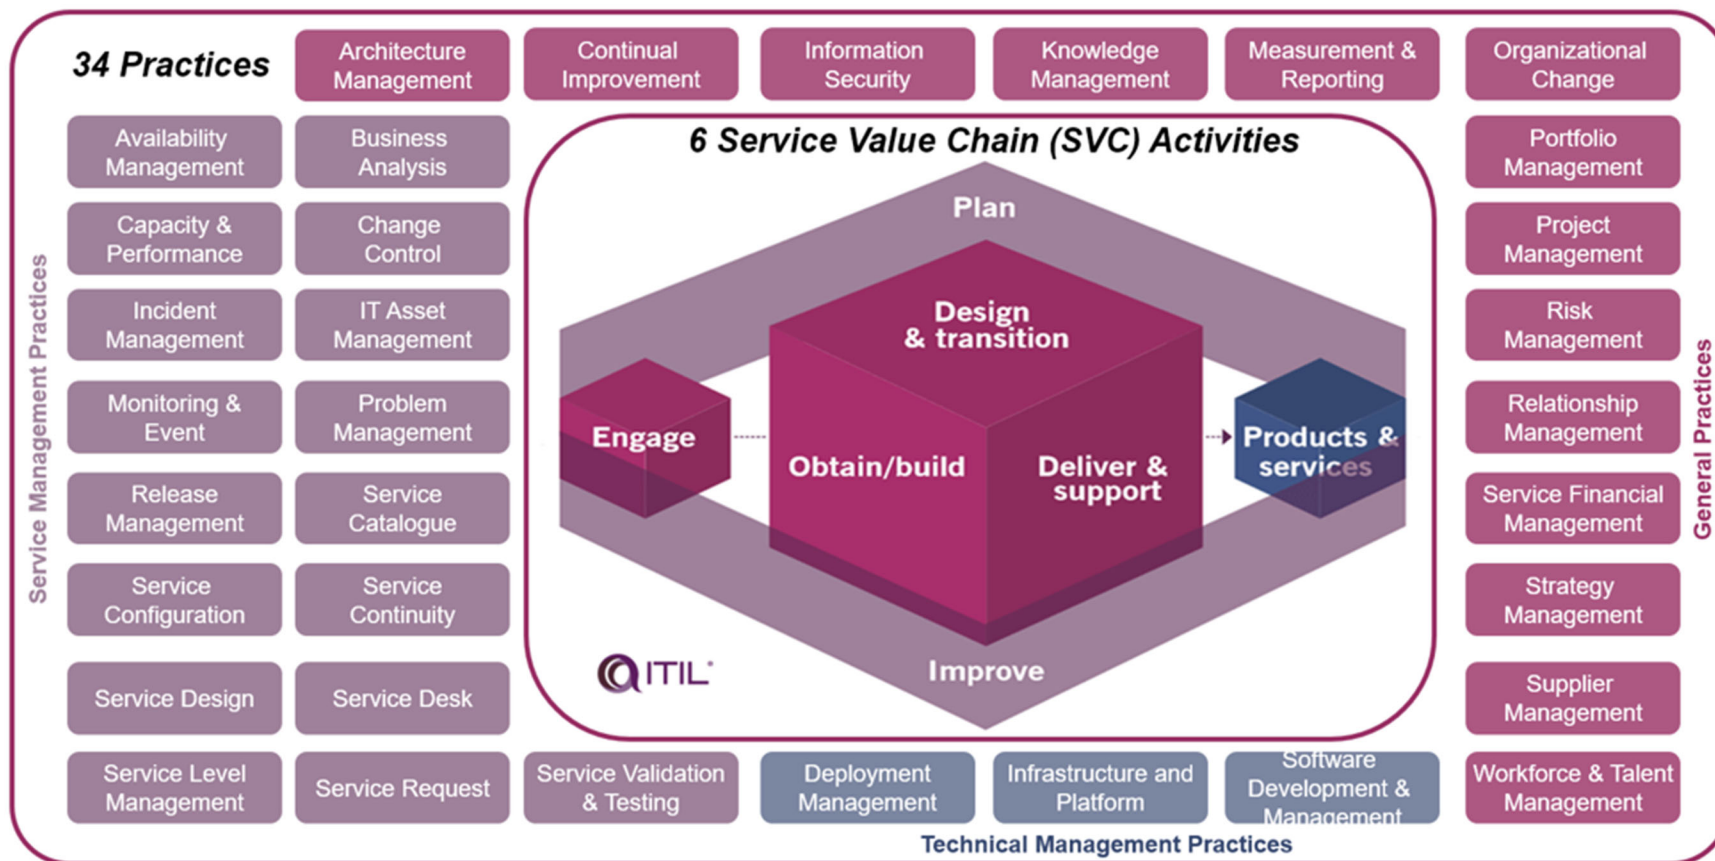 34 Practices
Architecture
Management
Continual
Improvement
Information
Security
Knowledge
Management
Measurement &
Reporting
Organizational
Change
Availability
Management
Business
Analysis
Capacity &
Performance
Change
Control
Incident
Management
IT Asset
Management
Monitoring &
Event
Problem
Management
Release
Management
Service
Catalogue
Service
Configuration
Service
Continuity
Service Design
Service Desk
Service Level
Management
Service Request
Service Validation
& Testing
Deployment
Management
Infrastructure and
Platform
Software
Development &
Management
Portfolio
Management
Project
Management
Risk
Management
Relationship
Management
Service Financial
Management
Strategy
Management
Supplier
Management
Workforce & Talent
Management
Service Management Practices
General Practices
Technical Management Practices
6 Service Value Chain (SVC) Activities
Plan
Design
& transition
Engage
Obtain/build
Deliver &
support
Products &
services
Improve
ITIL®